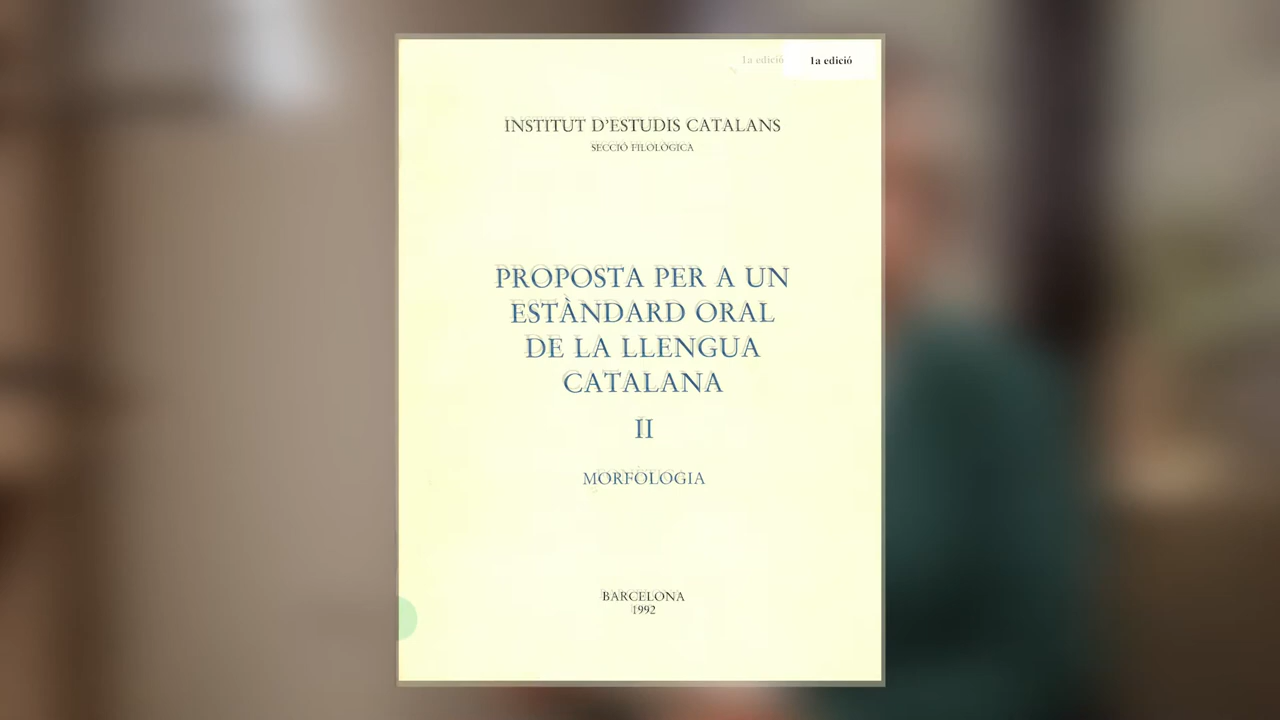 1a edició 1a edició
INSTITUT D'ESTUDIS CATALANS
SECCIÓ FILOLÒGICA
PROPOSTA PER A UN
ESTÀNDARD ORAL
DE LA LLENGUA
CATALANA
II
MORFOLOGIA
BARCELONA
1992